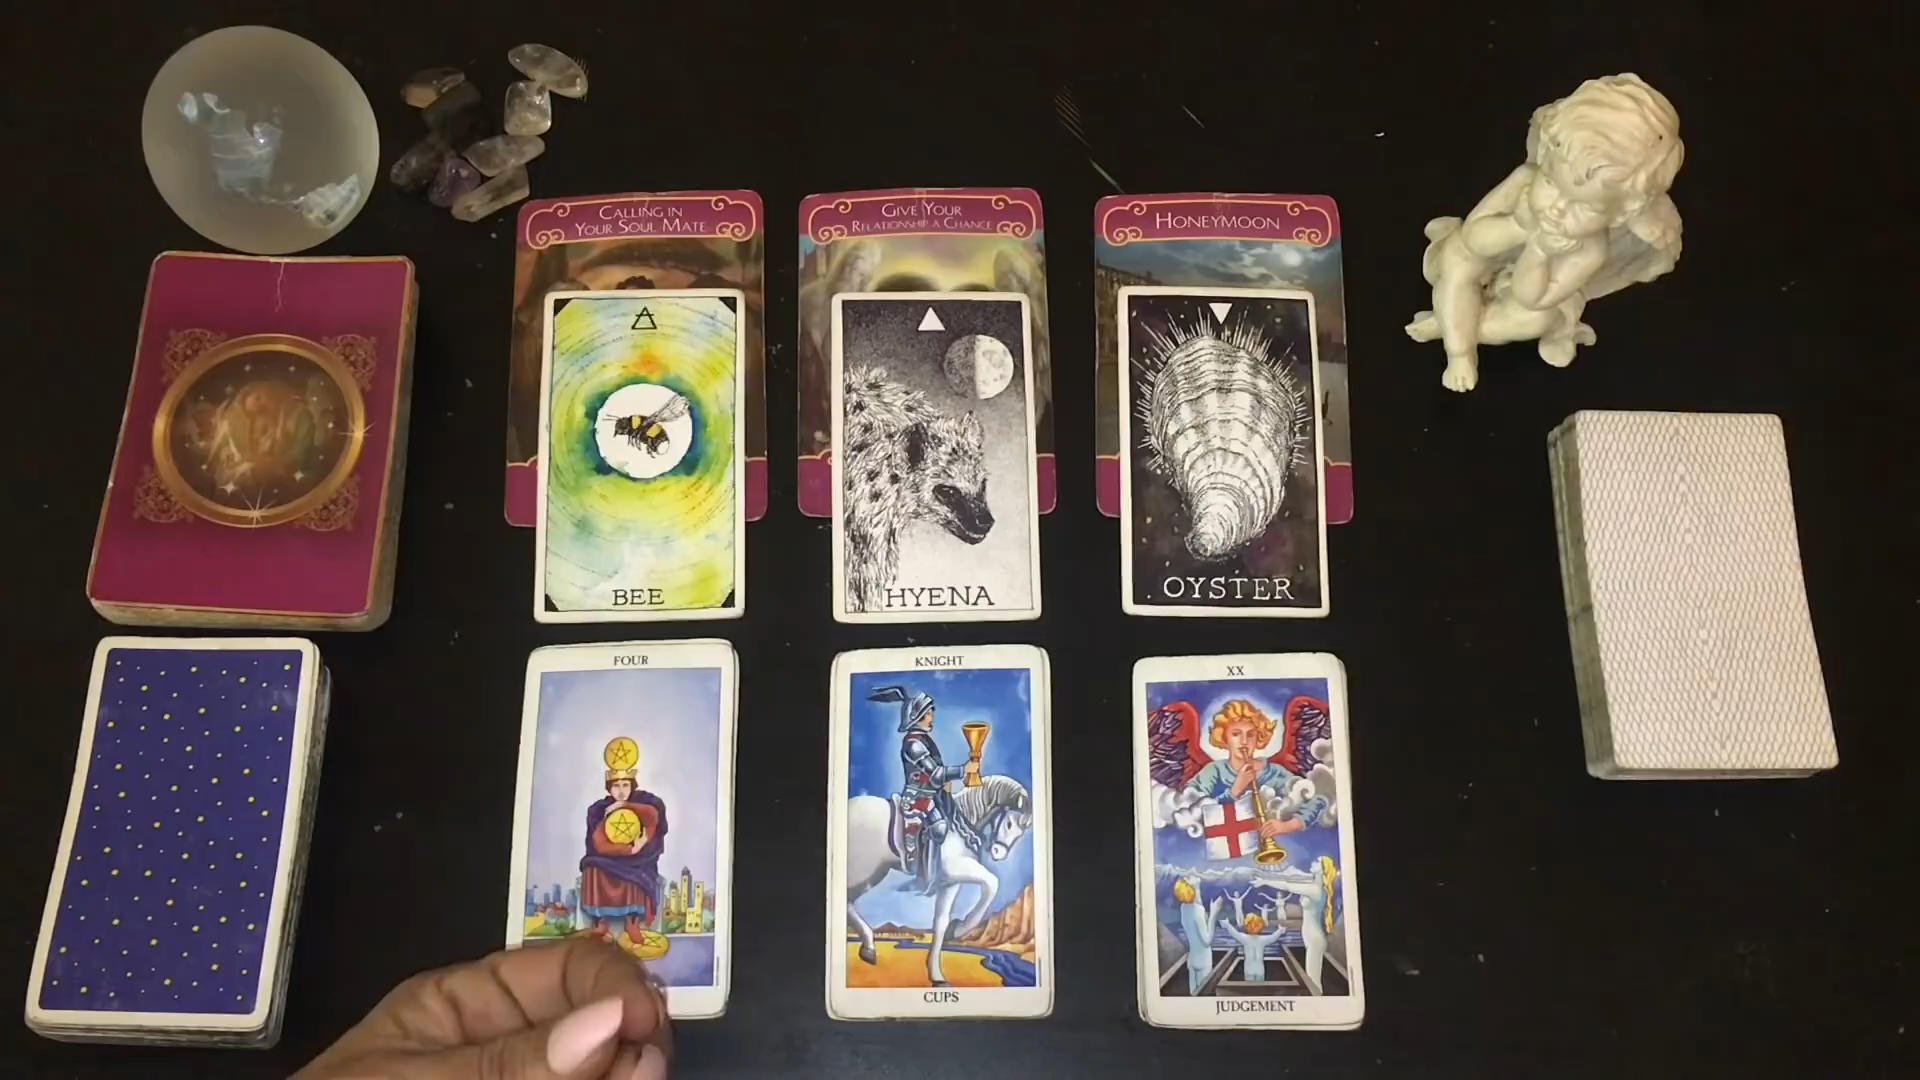 CALLING IN
YOUR SOUL MATE
GIVE YOUR
RELATIONSHIP A CHANCE
HONEYMOON
BEE
HYENA
OYSTER
FOUR
KNIGHT
CUPS
XX
JUDGEMENT